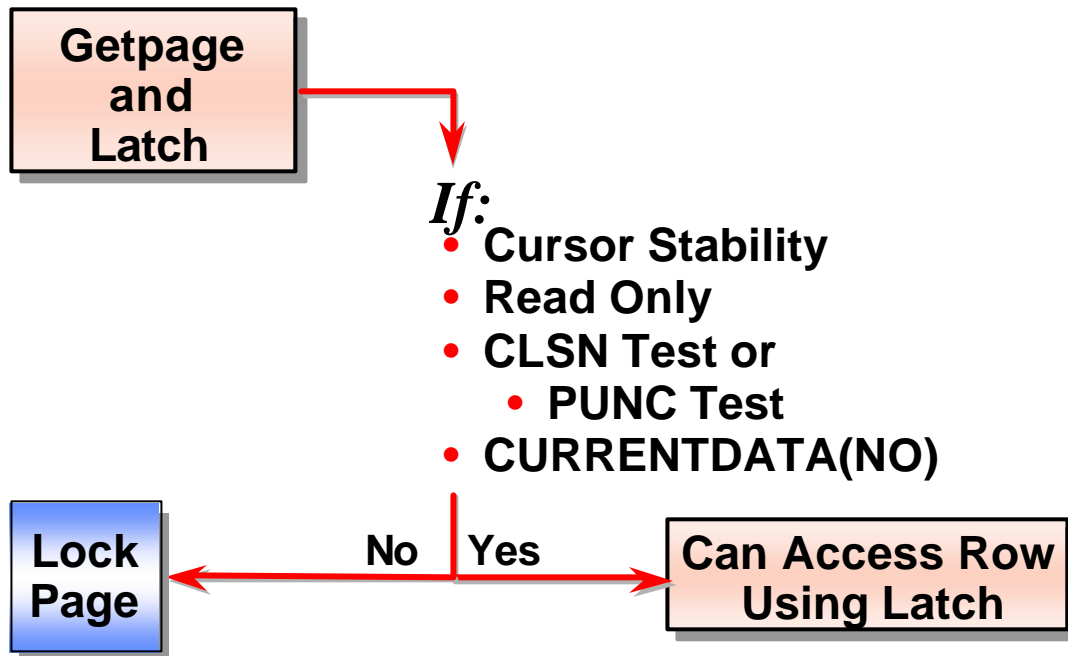 Getpage
and
Latch
If:
• Cursor Stability
• Read Only
• CLSN Test or
• PUNC Test
• CURRENTDATA(NO)
No
Yes
Lock
Page
Can Access Row
Using Latch